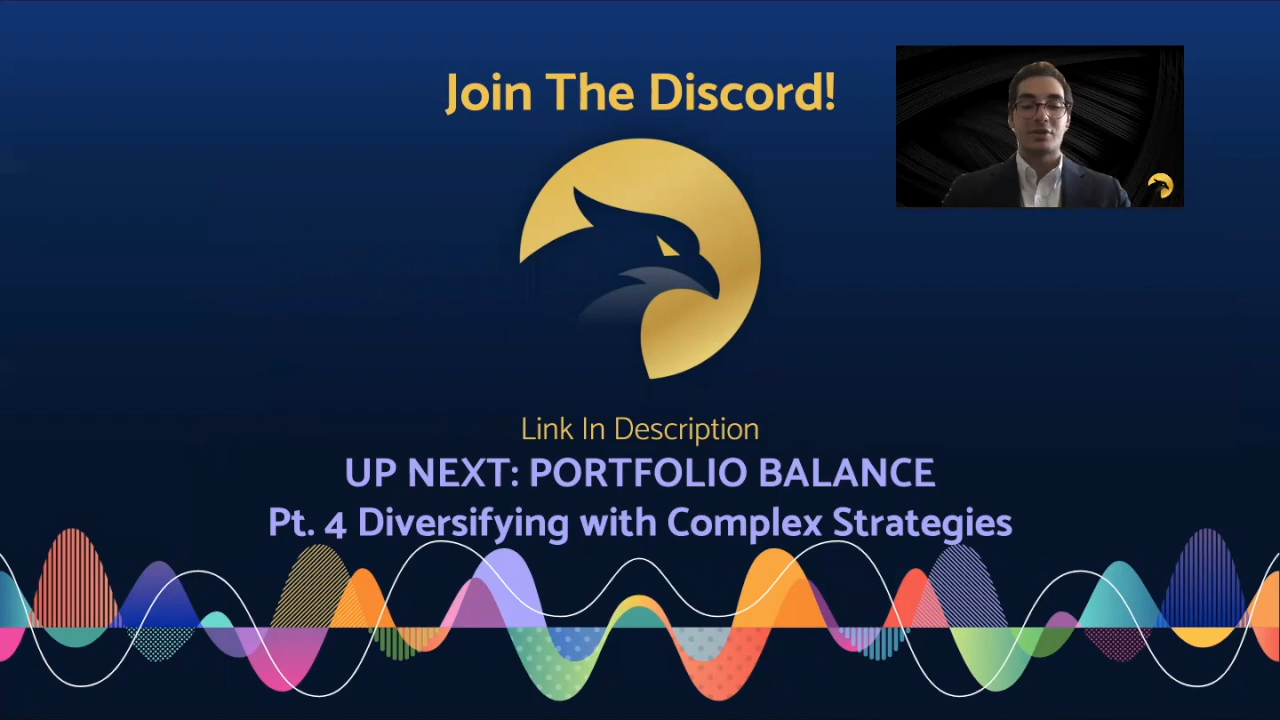 Join The Discord!
Link In Description
UP NEXT: PORTFOLIO BALANCE
Pt. 4 Diversifying with Complex Strategies